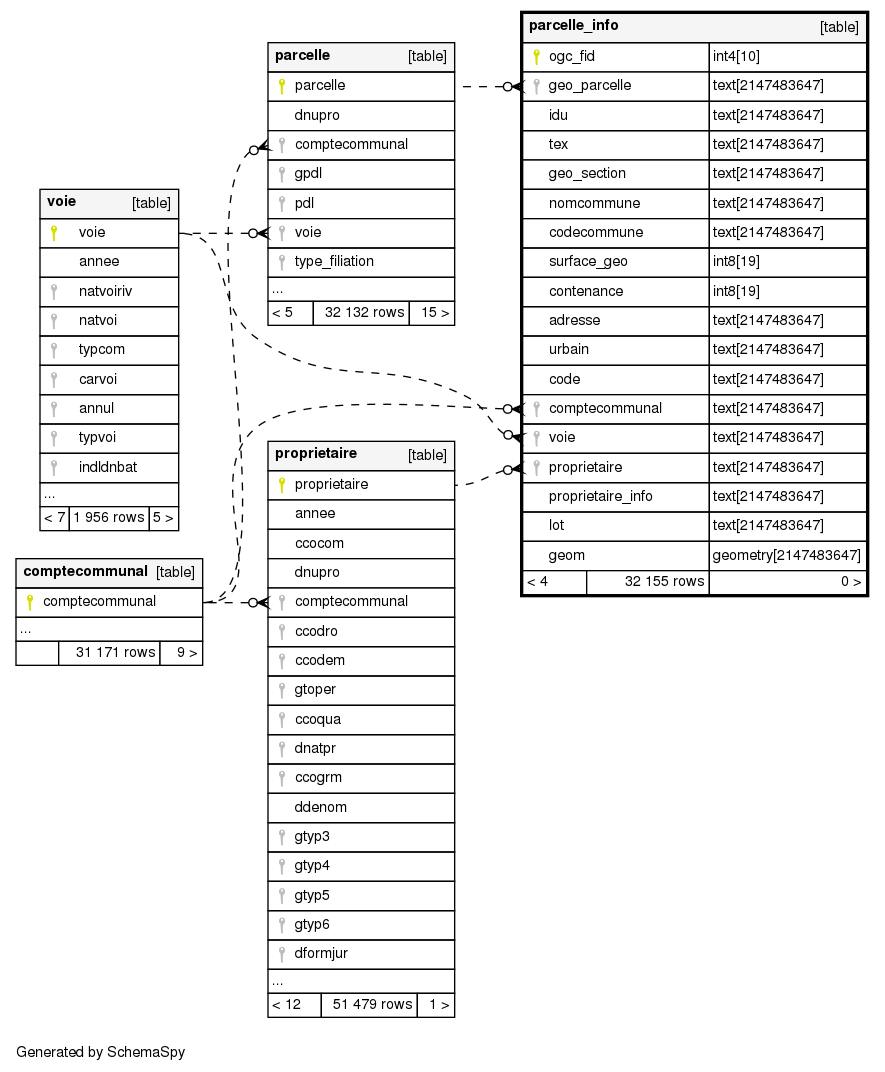 parcelle_info [table]
ogc_fid int4[10]
geo_parcelle text[2147483647]
idu text[2147483647]
tex text[2147483647]
geo_section text[2147483647]
nomcommune text[2147483647]
codecommune text[2147483647]
surface_geo int8[19]
contenance int8[19]
adresse text[2147483647]
urbain text[2147483647]
code text[2147483647]
comptecommunal text[2147483647]
voie text[2147483647]
proprietaire text[2147483647]
proprietaire_info text[2147483647]
lot text[2147483647]
geom geometry[2147483647]
< 4 32 155 rows 0 >
parcelle [table]
parcelle
dnupro
comptecommunal
gpdl
pdl
voie
type_filiation
...
< 5 32 132 rows 15 >
voie [table]
voie
annee
natvoiriv
natvoi
typcom
carvoi
annul
typvoi
indldnbat
...
< 7 1 956 rows 5 >
proprietaire [table]
proprietaire
annee
ccocom
dnupro
comptecommunal
ccodro
ccodem
gtoper
ccoqua
dnatpr
ccogrm
ddenom
gtyp3
gtyp4
gtyp5
gtyp6
dformjur
...
< 12 51 479 rows 1 >
comptecommunal [table]
comptecommunal
...
31 171 rows 9 >
Generated by SchemaSpy